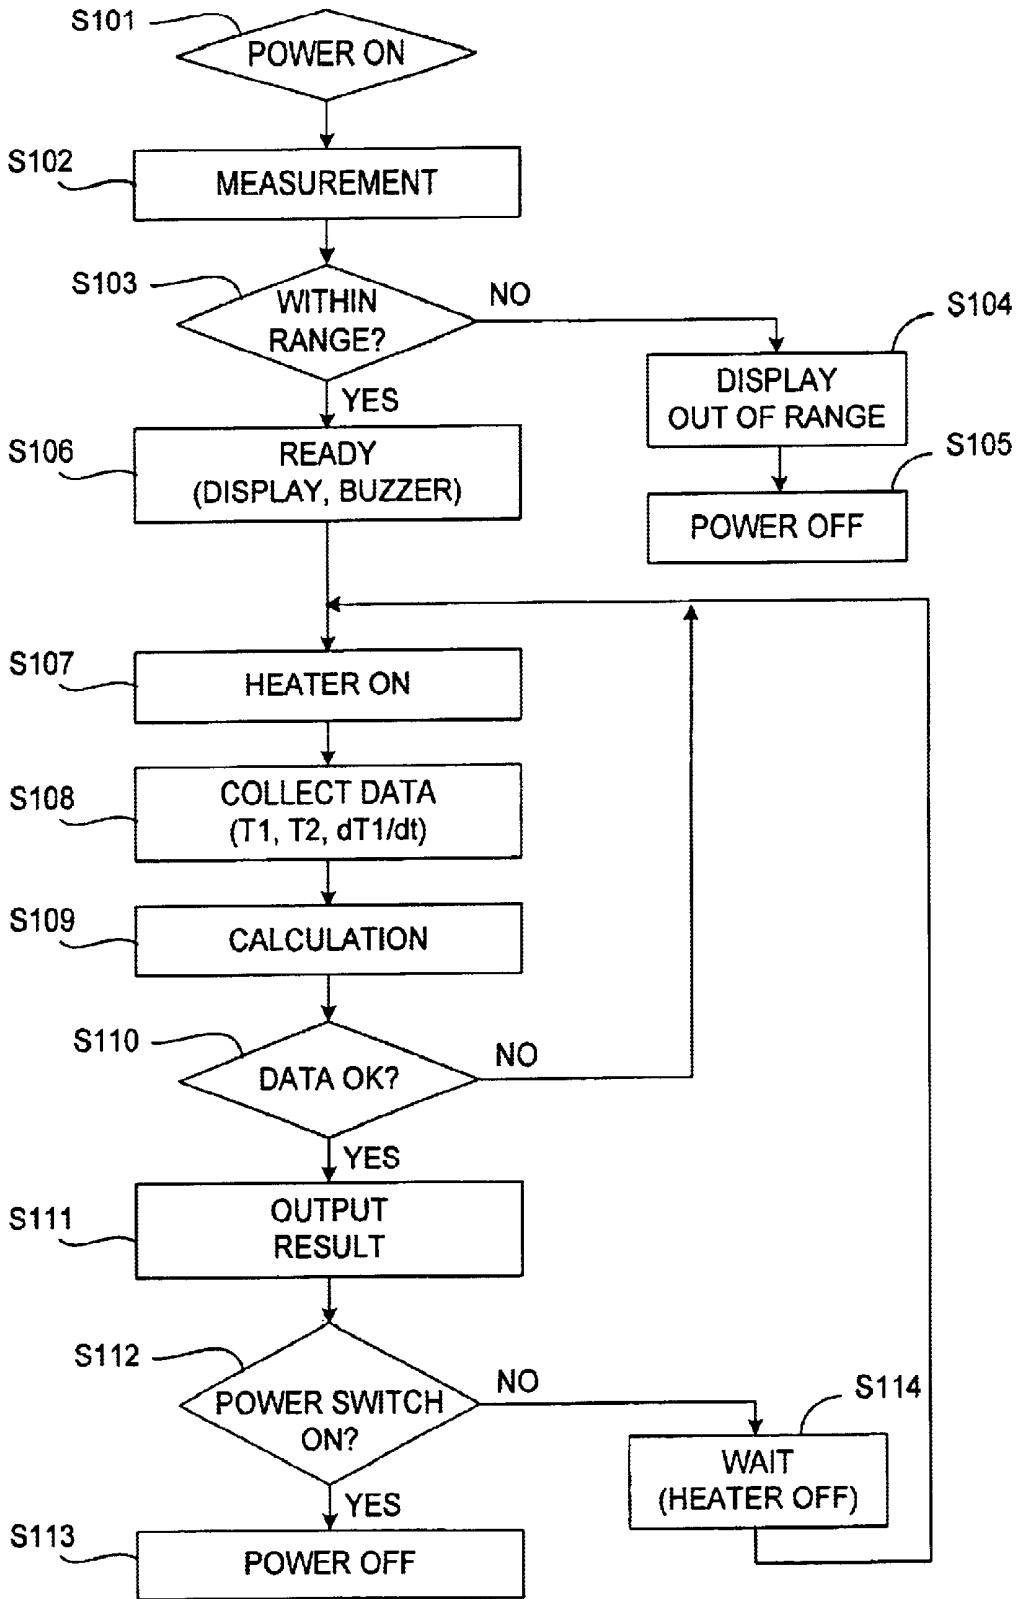 S101
POWER ON
S102
MEASUREMENT
S103
WITHIN
RANGE?
NO
YES
S104
DISPLAY
OUT OF RANGE
S105
POWER OFF
S106
READY
(DISPLAY, BUZZER)
S107
HEATER ON
S108
COLLECT DATA
(T1, T2, dT1/dt)
S109
CALCULATION
S110
DATA OK?
NO
YES
S111
OUTPUT
RESULT
S112
POWER SWITCH
ON?
NO
YES
S114
WAIT
(HEATER OFF)
S113
POWER OFF